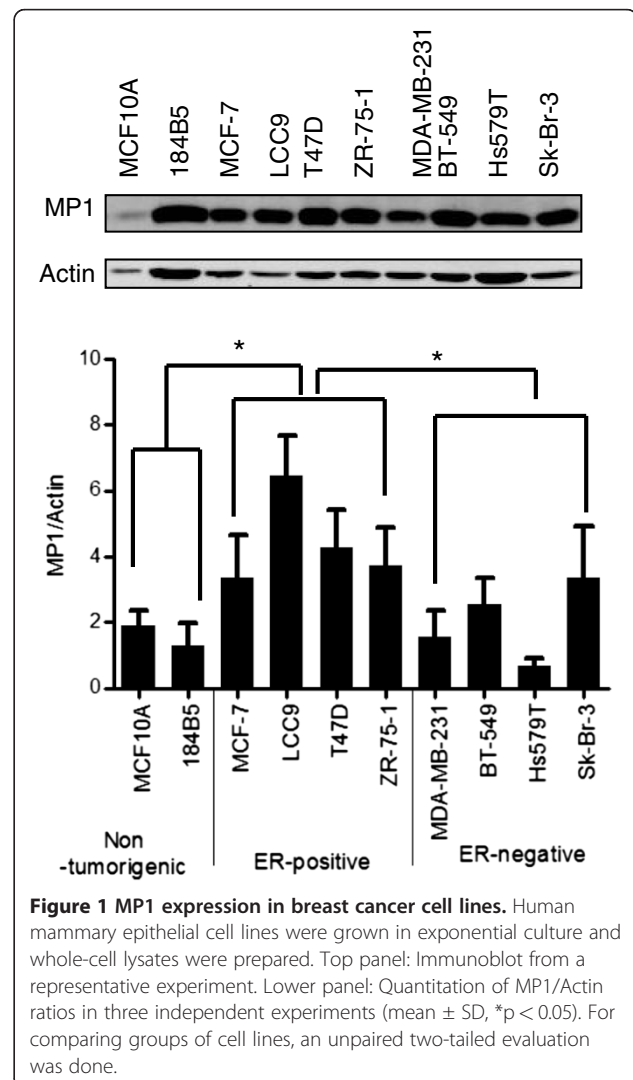 MCF10A
184B5
MCF-7
LCC9
T47D
ZR-75-1
MDA-MB-231
BT-549
Hs579T
Sk-Br-3
MP1
Actin
*
*
10
8
6
4
2
0
MP1/Actin
MCF10A
184B5
MCF-7
LCC9
T47D
ZR-75-1
MDA-MB-231
BT-549
Hs579T
Sk-Br-3
Non
-tumorigenic
ER-positive
ER-negative
Figure 1 MP1 expression in breast cancer cell lines. Human
mammary epithelial cell lines were grown in exponential culture and
whole-cell lysates were prepared. Top panel: Immunoblot from a
representative experiment. Lower panel: Quantitation of MP1/Actin
ratios in three independent experiments (mean ± SD, *p < 0.05). For
comparing groups of cell lines, an unpaired two-tailed evaluation
was done.